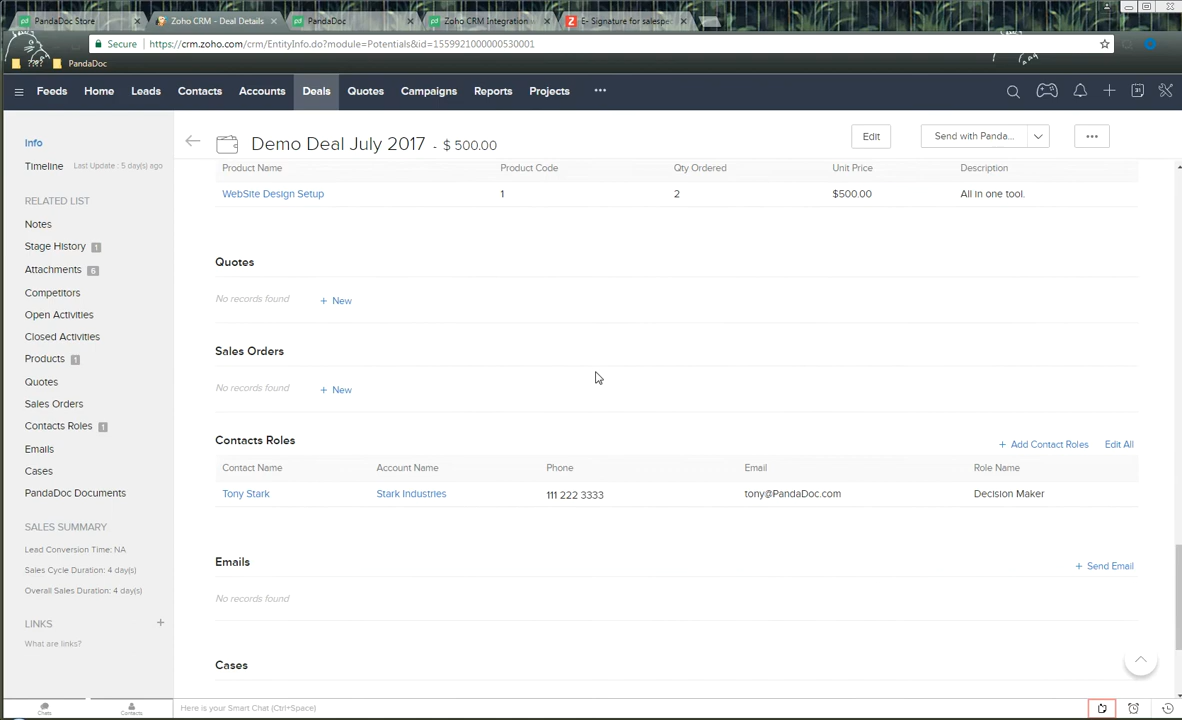 PandaDoc Store
Zoho CRM - Deal Details
PandaDoc
Zoho CRM Integration w
E- Signature for salespe
Secure https://crm.zoho.com/crm/EntityInfo.do?module=Potentials&id=1559921000000530001
PandaDoc
Feeds Home Leads Contacts Accounts Deals Quotes Campaigns Reports Projects
31
Info
Timeline Last Update : 5 day(s) ago
RELATED LIST
Notes
Stage History 1
Attachments 6
Competitors
Open Activities
Closed Activities
Products 1
Quotes
Sales Orders
Contacts Roles 1
Emails
Cases
PandaDoc Documents
SALES SUMMARY
Lead Conversion Time: NA
Sales Cycle Duration: 4 day(s)
Overall Sales Duration: 4 day(s)
LINKS +
What are links?
Demo Deal July 2017 - $ 500.00
Edit
Send with Panda...
Product Name Product Code Qty Ordered Unit Price Description
WebSite Design Setup 1 2 $500.00 All in one tool.
Quotes
No records found + New
Sales Orders
No records found + New
Contacts Roles + Add Contact Roles Edit All
Contact Name Account Name Phone Email Role Name
Tony Stark Stark Industries 111 222 3333 tony@PandaDoc.com Decision Maker
Emails + Send Email
No records found
Cases
Chats
Contacts
Here is your Smart Chat (Ctrl+Space)